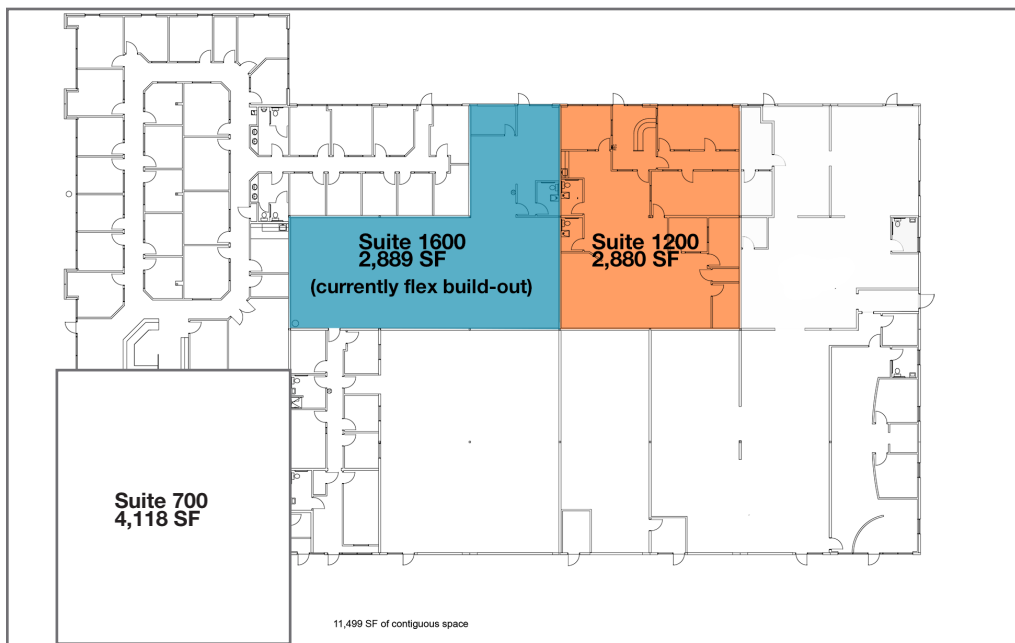 Suite 1600
2,889 SF
(currently flex build-out)
Suite 1200
2,880 SF
Suite 700
4,118 SF
11,499 SF of contiguous space